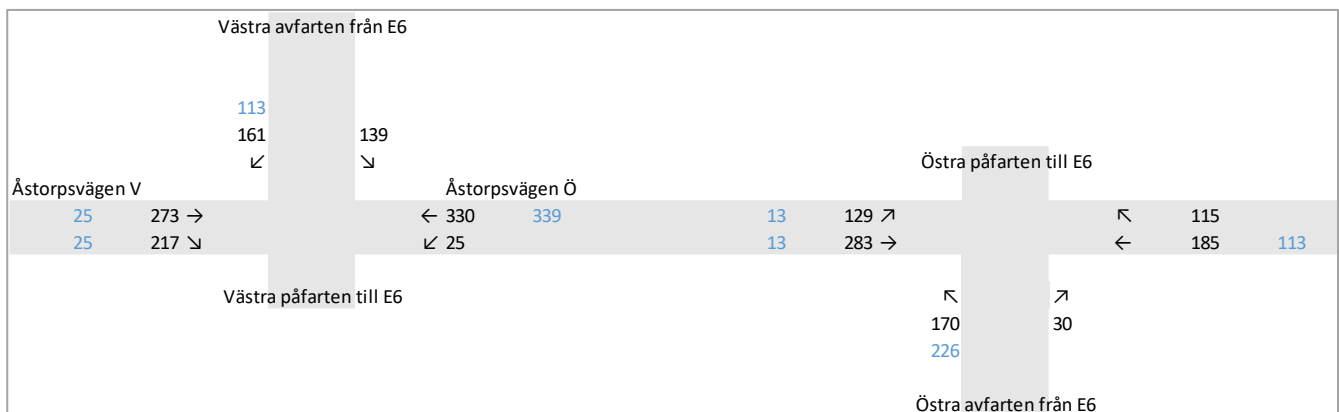 Västra avfarten från E6
113
161 139
↙ ↘
Östra påfarten till E6
Åstorpsvägen V Åstorpsvägen Ö
25 273 → ← 330 339 13 129 ↗ ↖ 115
25 217 ↘ ↙ 25 13 283 → ← 185 113
Västra påfarten till E6 ↖ ↗
170 30
226
Östra avfarten från E6